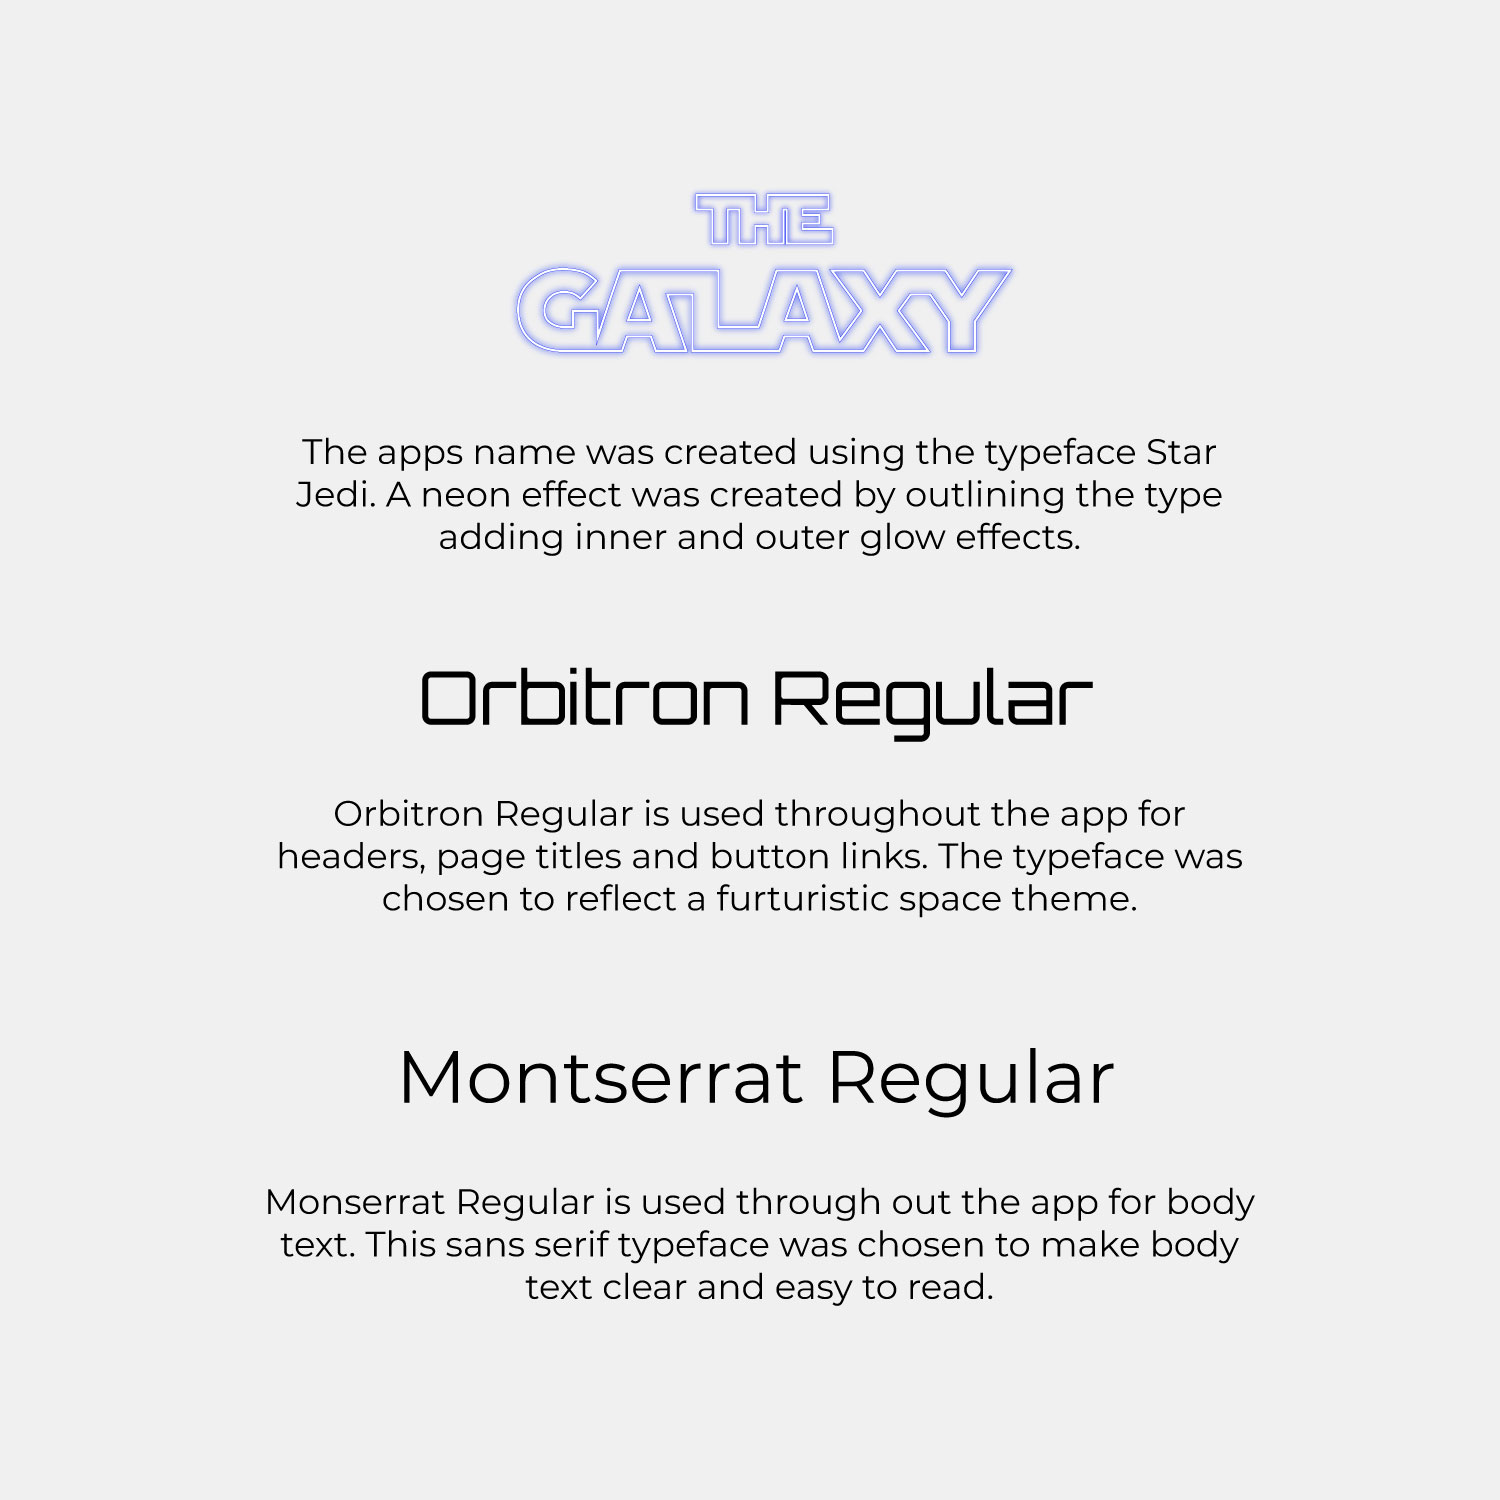 THE
GALAXY
The apps name was created using the typeface Star
Jedi. A neon effect was created by outlining the type
adding inner and outer glow effects.
Orbitron Regular
Orbitron Regular is used throughout the app for
headers, page titles and button links. The typeface was
chosen to reflect a furturistic space theme.
Montserrat Regular
Monserrat Regular is used through out the app for body
text. This sans serif typeface was chosen to make body
text clear and easy to read.